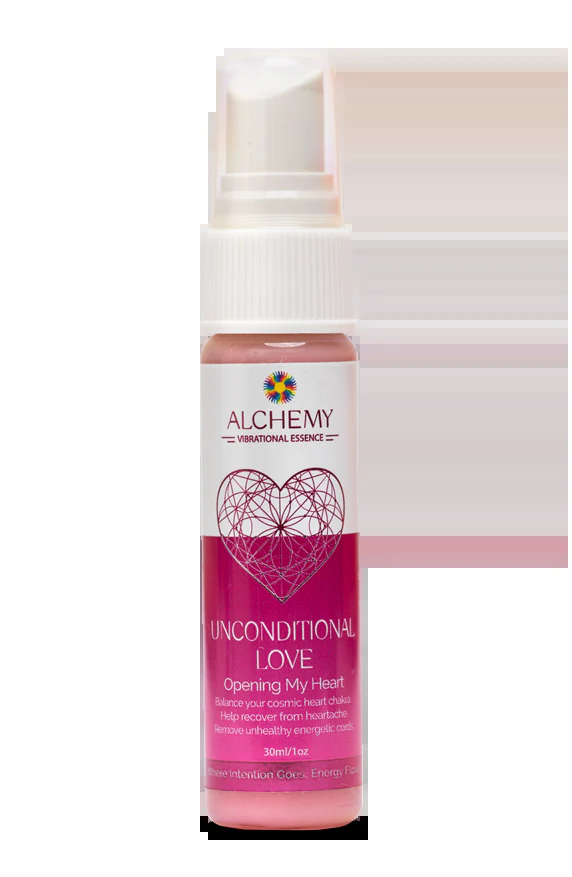 ALCHEMY
VIBRATIONAL ESSENCE
UNCONDITIONAL
LOVE
Opening My Heart
Balance your cosmic heart chakra.
Help recover from heartache.
Remove unhealthy energetic cords.
30ml/1oz
Intention Goes, Energy